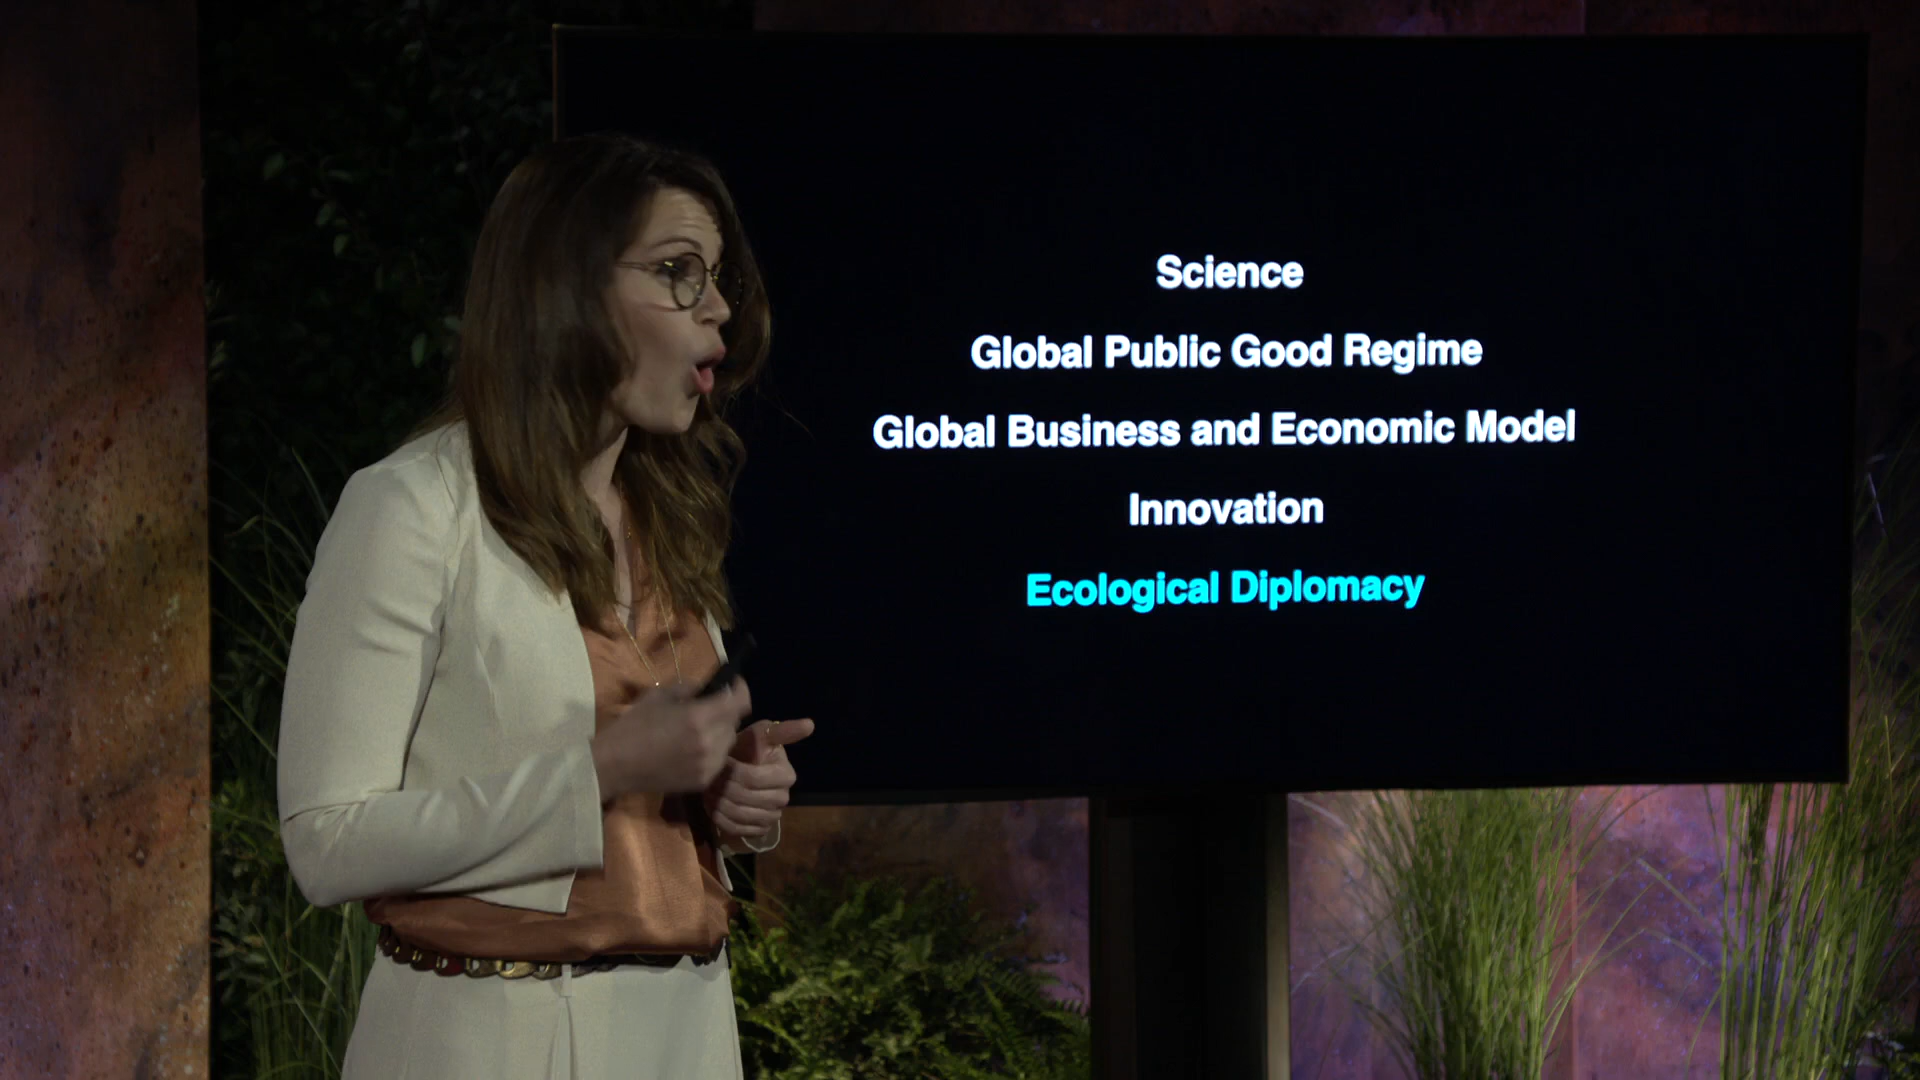 Science
Global Public Good Regime
Global Business and Economic Model
Innovation
Ecological Diplomacy